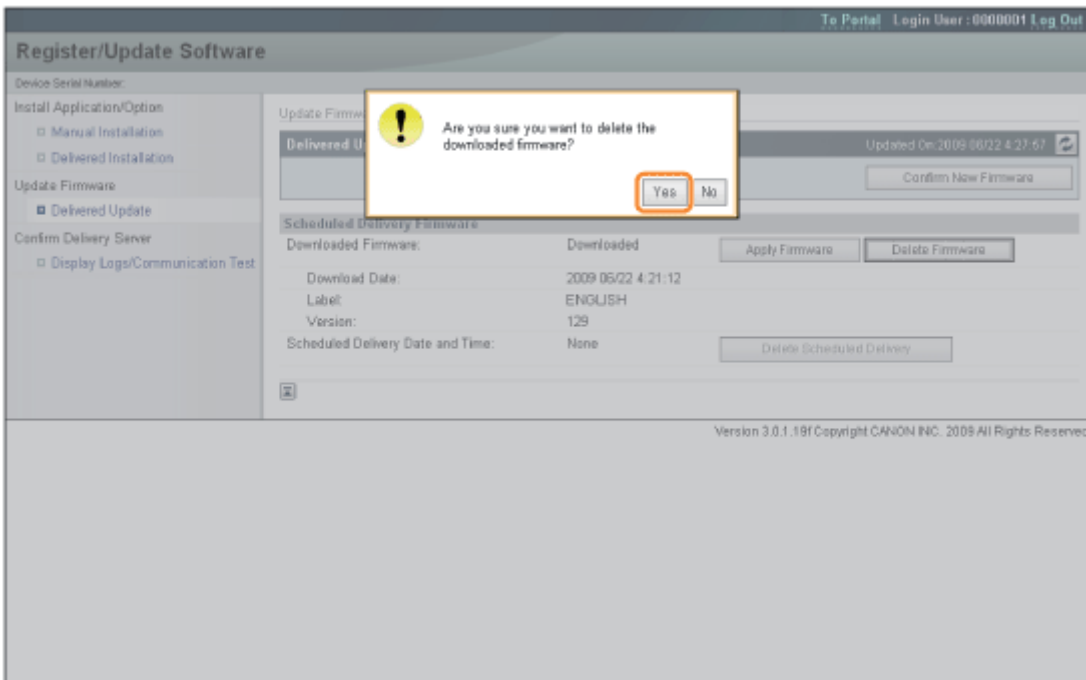 To Portal Login User : 0000001 Log Out
Register/Update Software
Device Serial Number:
Install Application/Option
Manual Installation
Delivered Installation
Update Firmware
Delivered Update
Confirm Delivery Server
Display Logs/Communication Test
Update Firmw
Delivered U
Updated On:2009 06/22 4:27:57
Are you sure you want to delete the
downloaded firmware?
Yes No
Confirm New Firmware
Scheduled Delivery Firmware
Downloaded Firmware: Downloaded Apply Firmware Delete Firmware
Download Date: 2009 06/22 4:21:12
Label: ENGLISH
Version: 129
Scheduled Delivery Date and Time: None Delete Scheduled Delivery
Version 3.0.1.19f Copyright CANON INC. 2009 All Rights Reserved